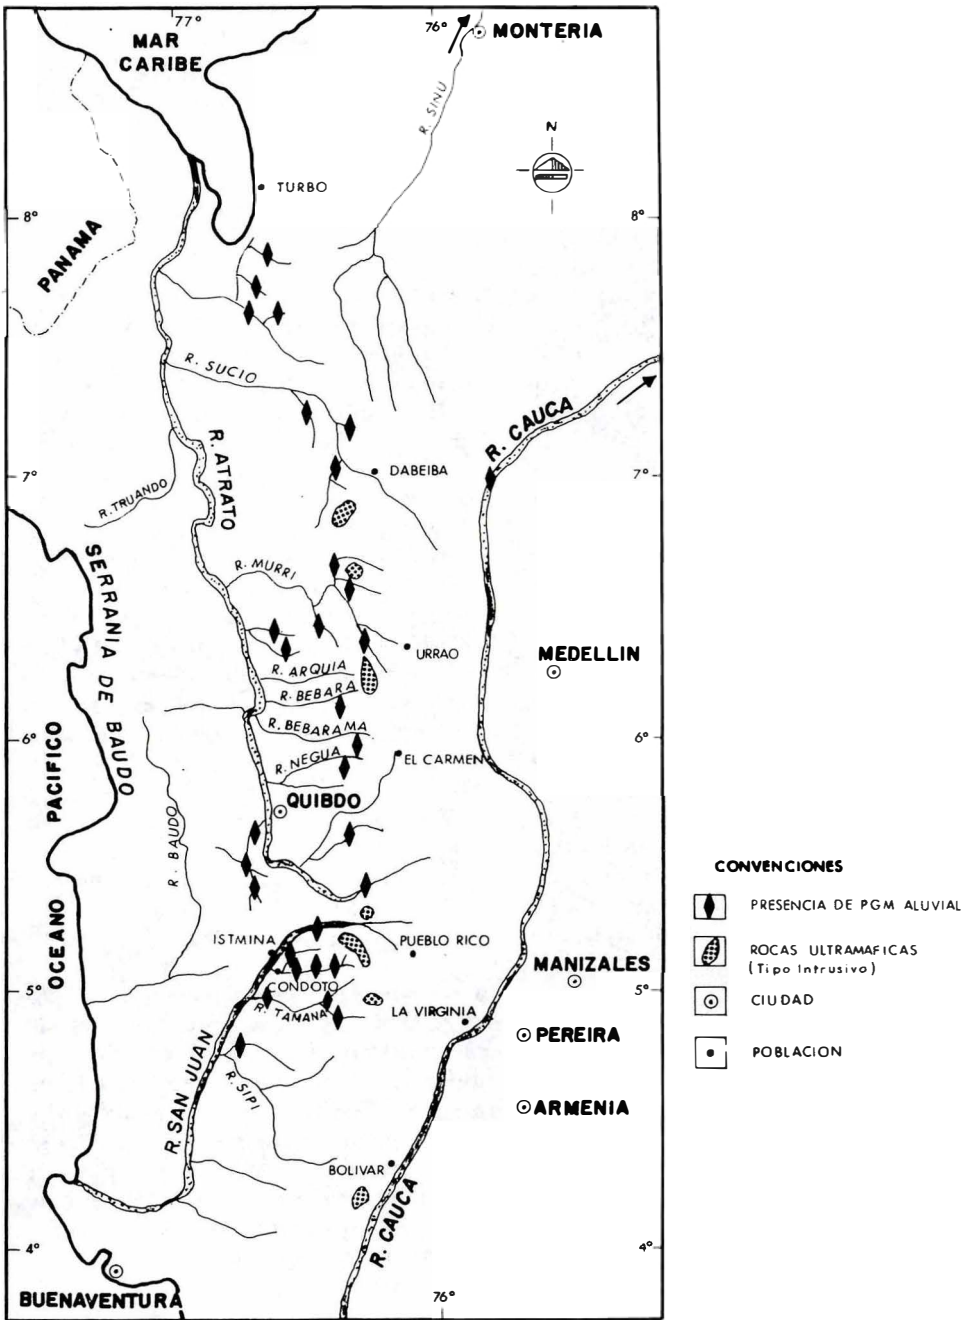 77°
76°
MAR
CARIBE
MONTERIA
R. SINU
N
TURBO
8°
8°
PANAMA
R. SUCIO
R. CAUCA
R. ATRATO
DABEIBA
7°
7°
R. TRUANDO
SERRANIA DE BAUDO
R. MURRI
URRAO
MEDELLIN
R. ARQUIA
R. BEBARA
R. BEBARAMA
6°
6°
R. NEGUA
EL CARMEN
QUIBDO
OCEANO PACIFICO
R. BAUDO
ISTMINA
PUEBLO RICO
MANIZALES
CONDOTO
5°
5°
R. TAMANA
LA VIRGINIA
PEREIRA
R. SAN JUAN
R. SIPI
ARMENIA
BOLIVAR
R. CAUCA
4°
4°
BUENAVENTURA
76°
CONVENCIONES
PRESENCIA DE PGM ALUVIAL
ROCAS ULTRAMAFICAS
(Tipo Intrusivo)
CIUDAD
POBLACION